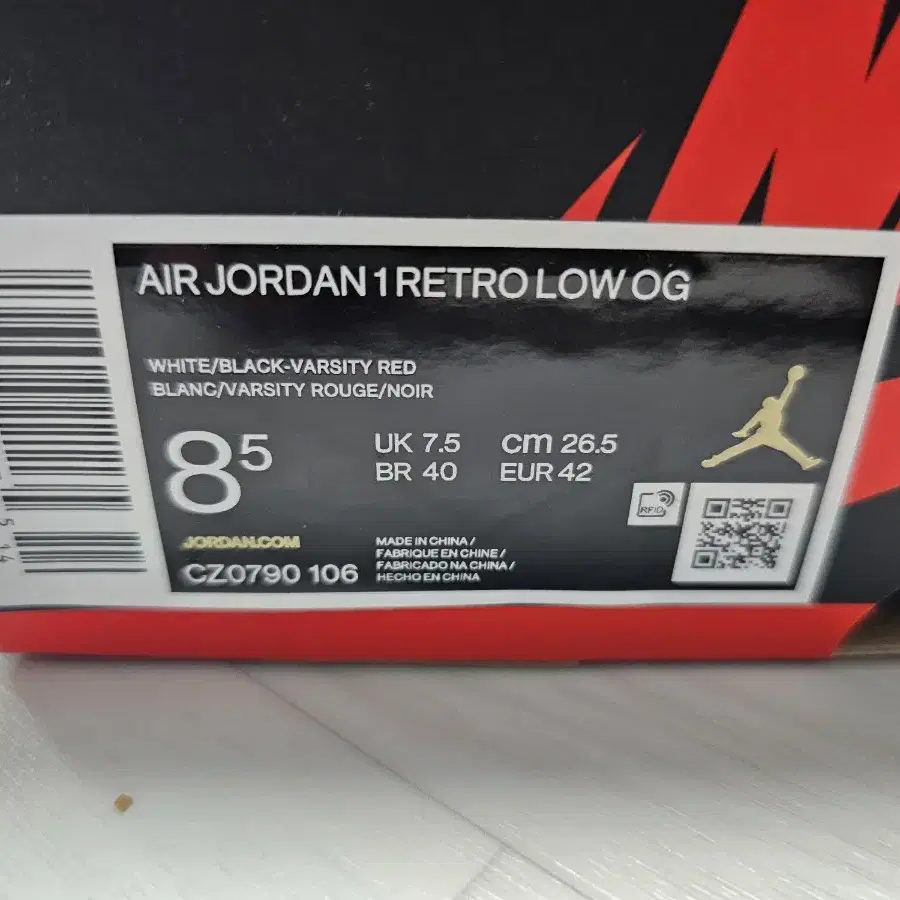 AIR JORDAN 1 RETRO LOW OG
WHITE/BLACK-VARSITY RED
BLANC/VARSITY ROUGE/NOIR
85
UK 7.5 cm 26.5
BR 40 EUR 42
RFID
JORDAN.COM
CZ0790 106
MADE IN CHINA /
FABRIQUE EN CHINE /
FABRICADO NA CHINA /
HECHO EN CHINA
5 14